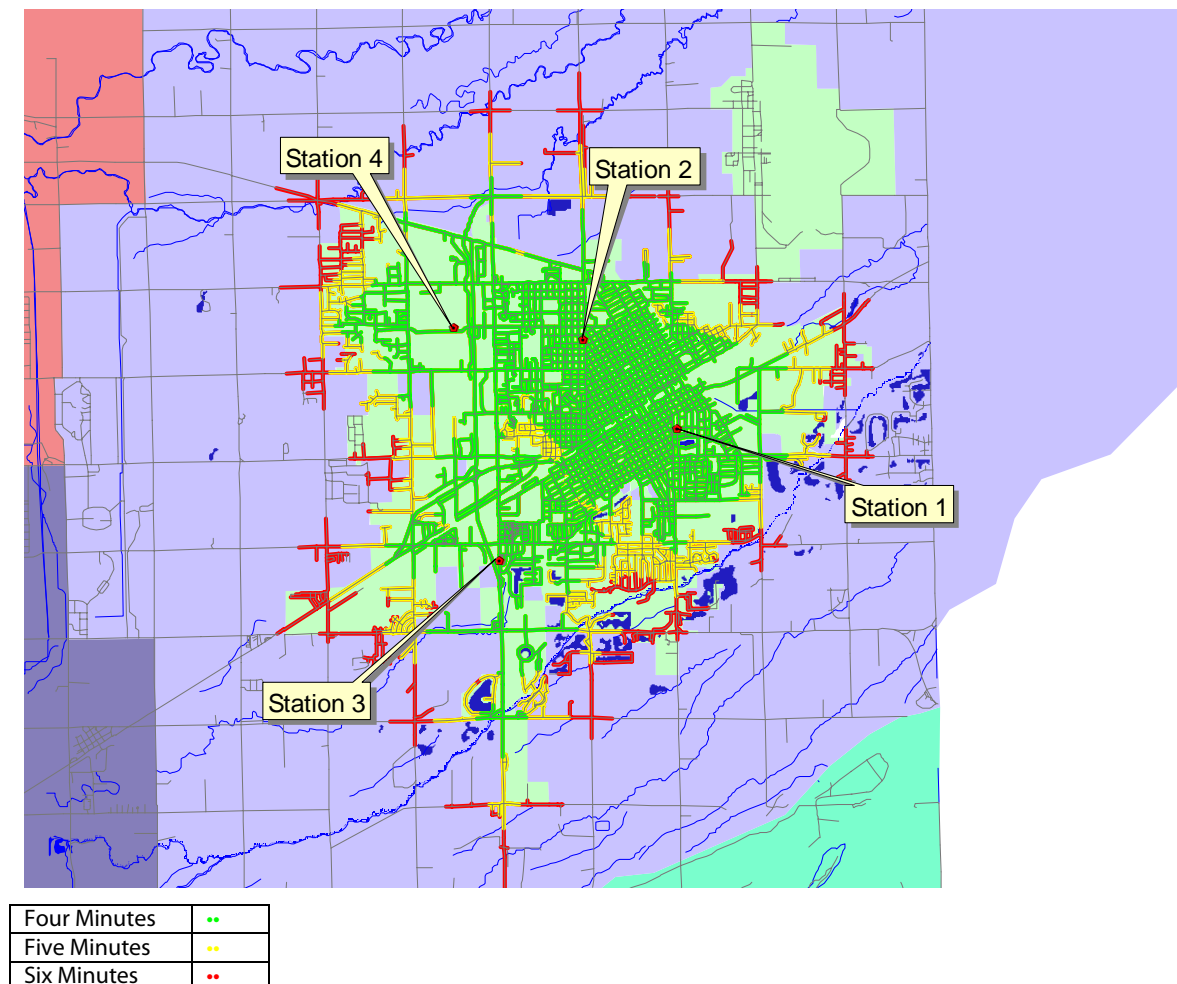 Station 4
Station 2
Station 1
Station 3
Four Minutes
Five Minutes
Six Minutes